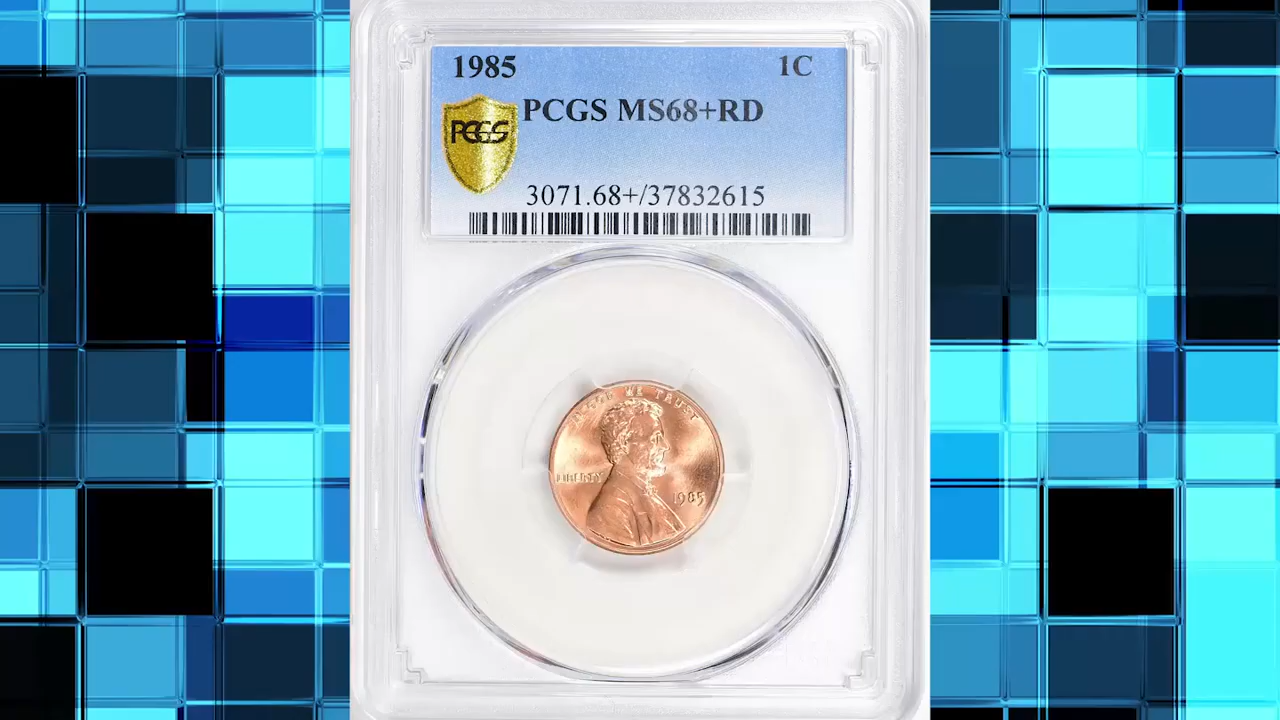 1985 1C
PCGS MS68+RD
PCGS
3071.68+/37832615
IN GOD WE TRUST
LIBERTY
1985